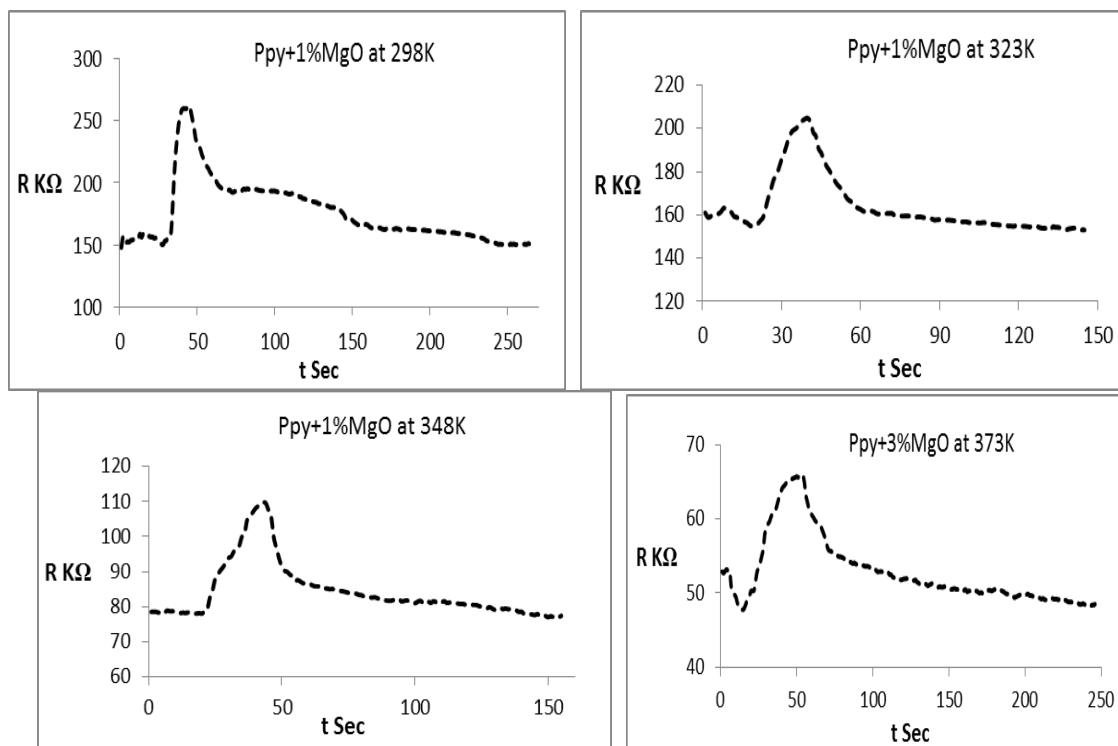 Ppy+1%MgO at 298K
300
250
200
150
100
R KΩ
0 50 100 150 200 250
t Sec
Ppy+1%MgO at 323K
220
200
180
160
140
120
R KΩ
0 30 60 90 120 150
t Sec
Ppy+1%MgO at 348K
120
110
100
90
80
70
60
R KΩ
0 50 100 150
t Sec
Ppy+3%MgO at 373K
70
60
50
40
R KΩ
0 50 100 150 200 250
t Sec